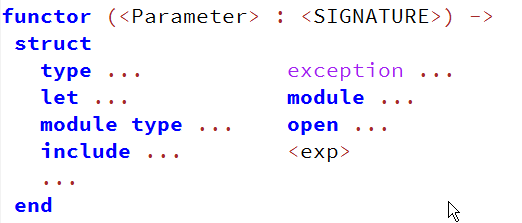 functor (<Parameter> : <SIGNATURE>) ->
struct
type ... exception ...
let ... module ...
module type ... open ...
include ... <exp>
...
end